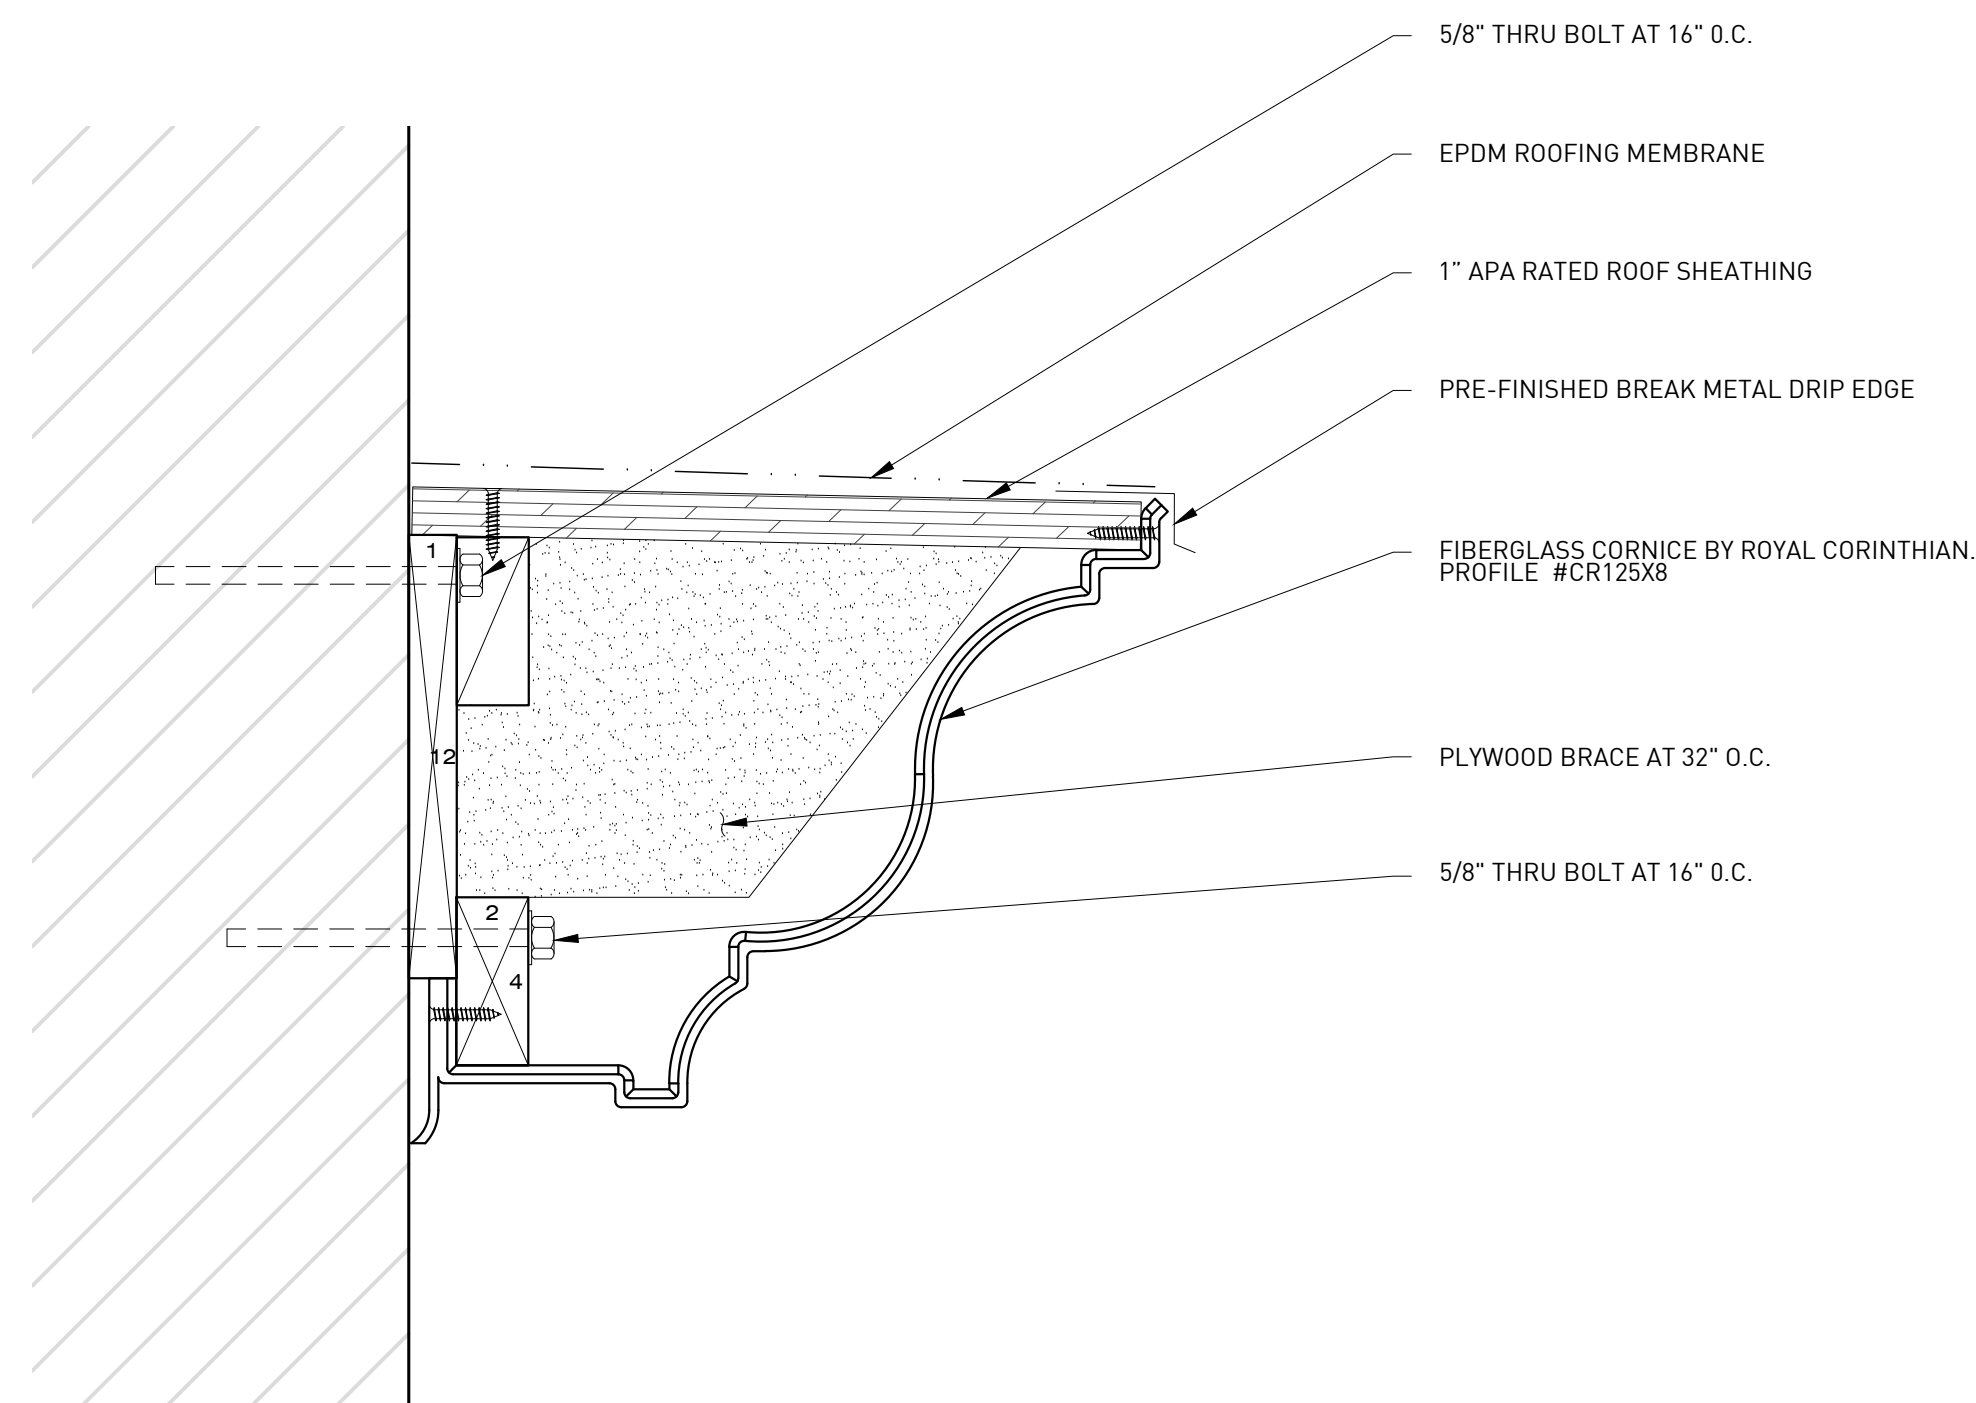 5/8" THRU BOLT AT 16" O.C.
EPDM ROOFING MEMBRANE
1” APA RATED ROOF SHEATHING
PRE-FINISHED BREAK METAL DRIP EDGE
1
FIBERGLASS CORNICE BY ROYAL CORINTHIAN.
PROFILE #CR125X8
12
PLYWOOD BRACE AT 32" O.C.
5/8" THRU BOLT AT 16" O.C.
2
4